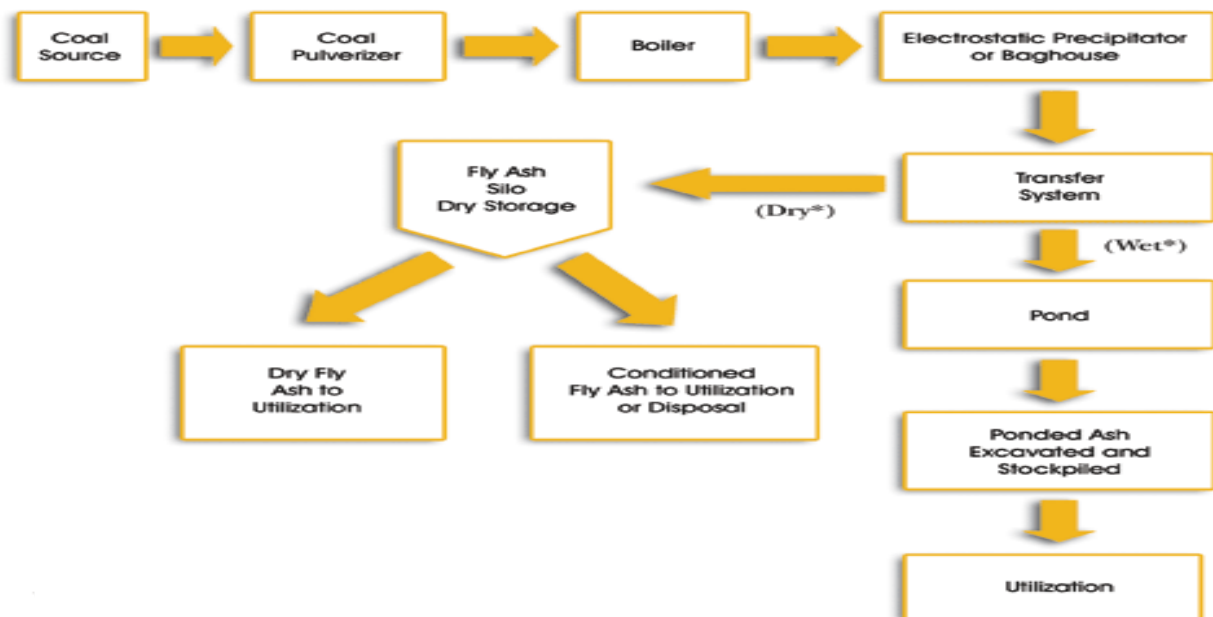 Coal
Source
Coal
Pulverizer
Boiler
Electrostatic Precipitator
or Baghouse
Fly Ash
Silo
Dry Storage
(Dry*)
Transfer
System
(Wet*)
Pond
Dry Fly
Ash to
Utilization
Conditioned
Fly Ash to Utilization
or Disposal
Ponded Ash
Excavated and
Stockpiled
Utilization